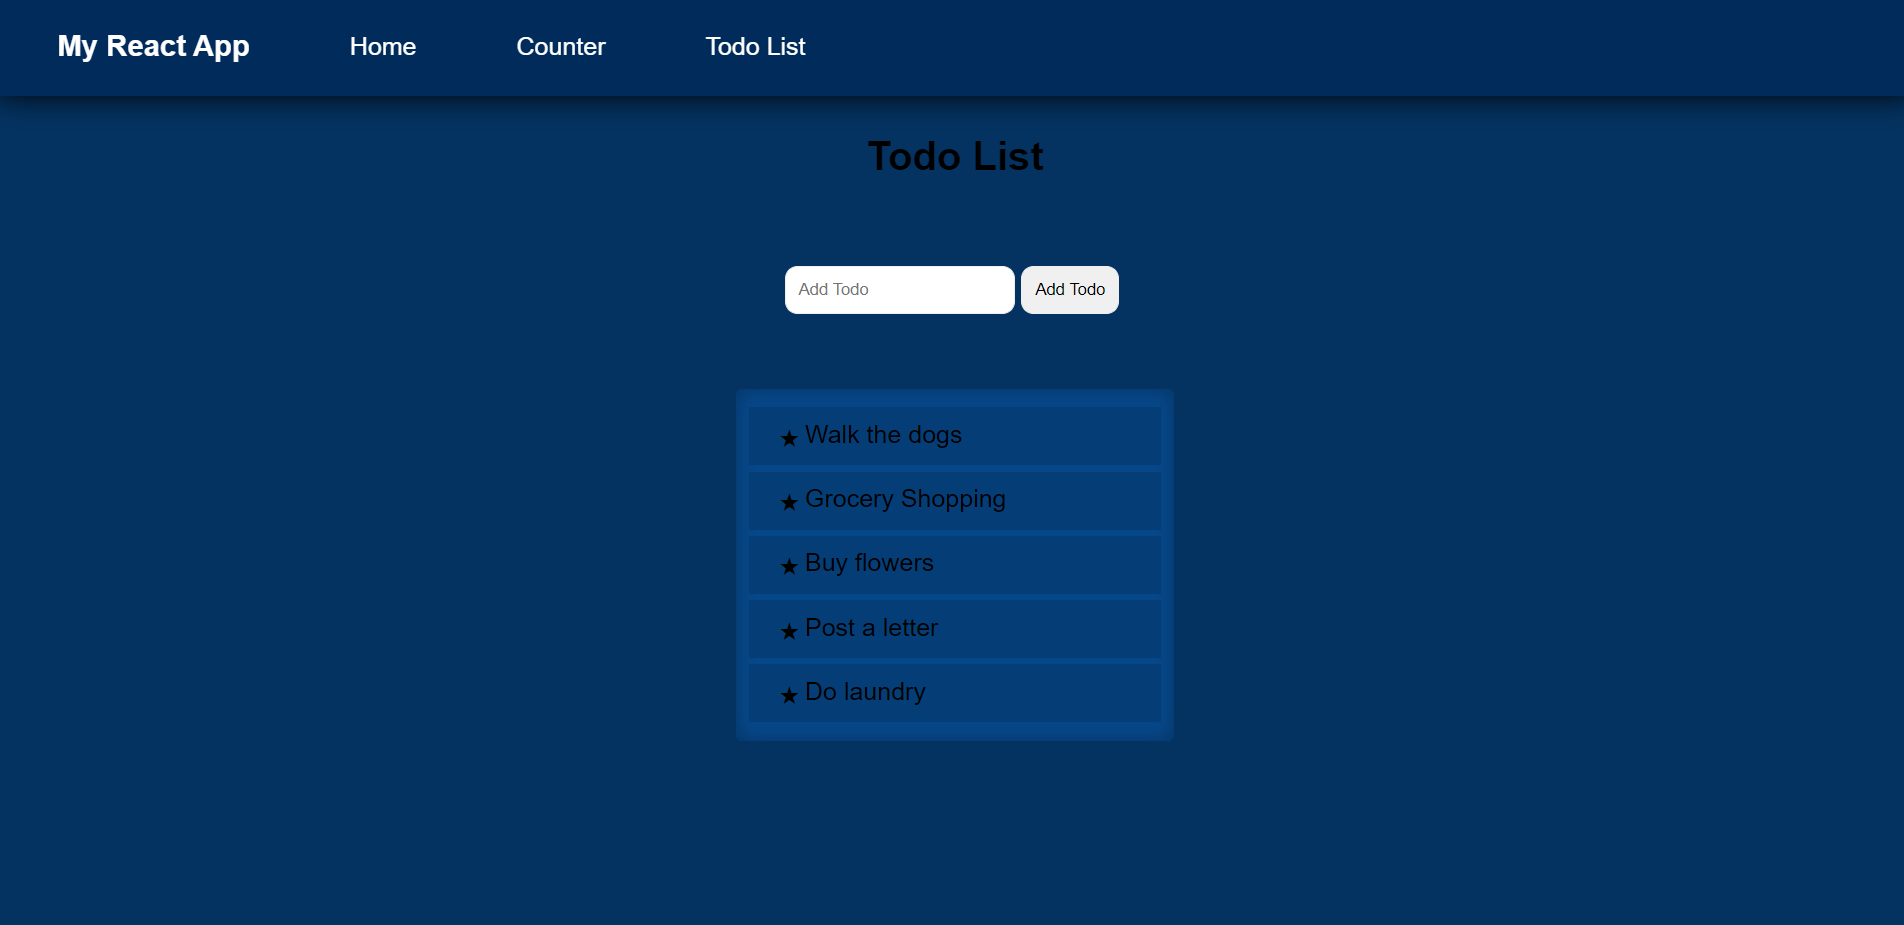 My React App Home Counter Todo List
Todo List
Add Todo Add Todo
★ Walk the dogs
★ Grocery Shopping
★ Buy flowers
★ Post a letter
★ Do laundry